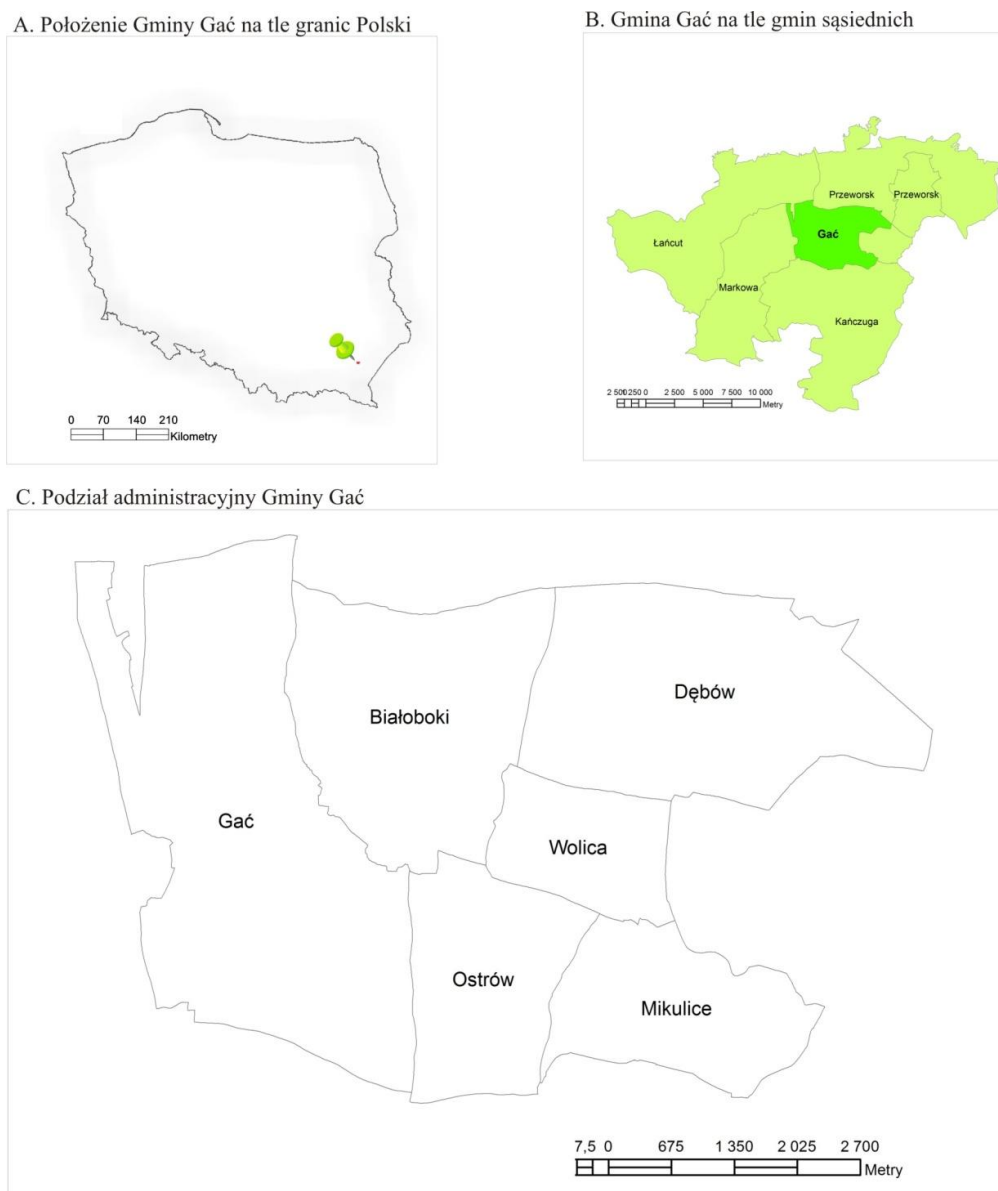 A. Położenie Gminy Gać na tle granic Polski
0 70 140 210
Kilometry
B. Gmina Gać na tle gmin sąsiednich
Przeworsk
Przeworsk
Gać
Łańcut
Markowa
Kańczuga
2 500 1 250 0 2 500 5 000 7 500 10 000
Metry
C. Podział administracyjny Gminy Gać
Dębów
Białoboki
Gać
Wolica
Ostrów
Mikulice
7,5 0 675 1 350 2 025 2 700
Metry